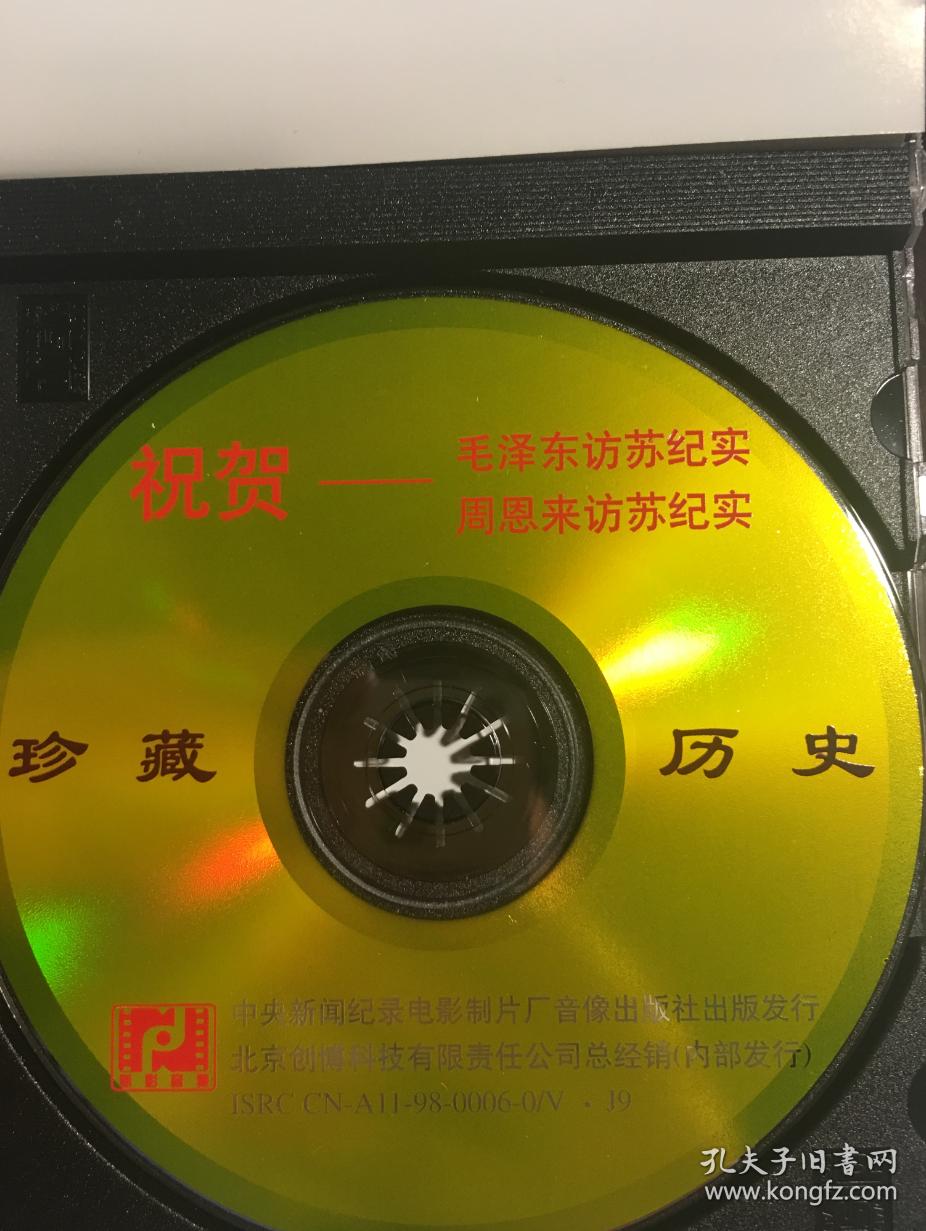 祝贺——
毛泽东访苏纪实
周恩来访苏纪实
珍藏 历史
中央新闻纪录电影制片厂音像出版社出版发行
北京创博科技有限责任公司总经销(内部发行)
ISRC CN-A11-98-0006-0/V · J9
孔夫子旧書网
www.kongfz.com